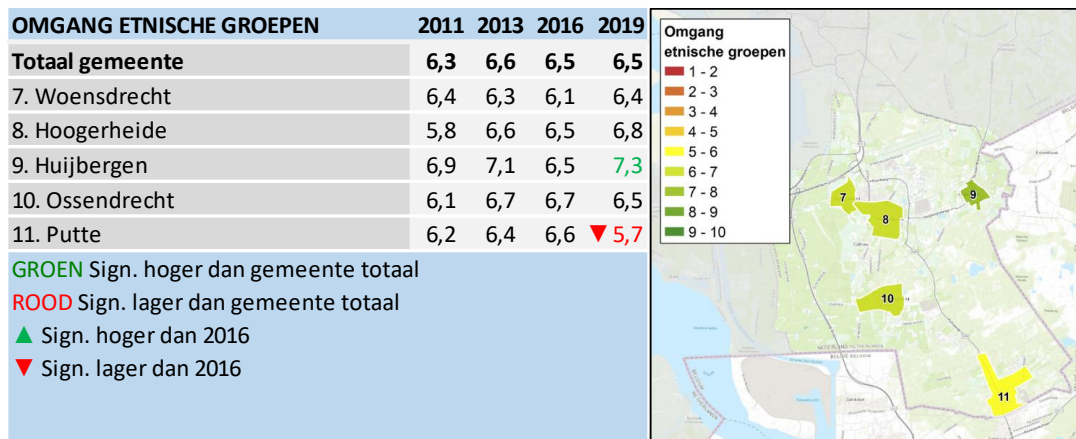 OMGANG ETNISCHE GROEPEN 2011 2013 2016 2019
Totaal gemeente 6,3 6,6 6,5 6,5
7. Woensdrecht 6,4 6,3 6,1 6,4
8. Hoogerheide 5,8 6,6 6,5 6,8
9. Huijbergen 6,9 7,1 6,5 7,3
10. Ossendrecht 6,1 6,7 6,7 6,5
11. Putte 6,2 6,4 6,6 ▼ 5,7
GROEN Sign. hoger dan gemeente totaal
ROOD Sign. lager dan gemeente totaal
▲ Sign. hoger dan 2016
▼ Sign. lager dan 2016
Omgang
etnische groepen
1 - 2
2 - 3
3 - 4
4 - 5
5 - 6
6 - 7
7 - 8
8 - 9
9 - 10
7
8
9
10
11